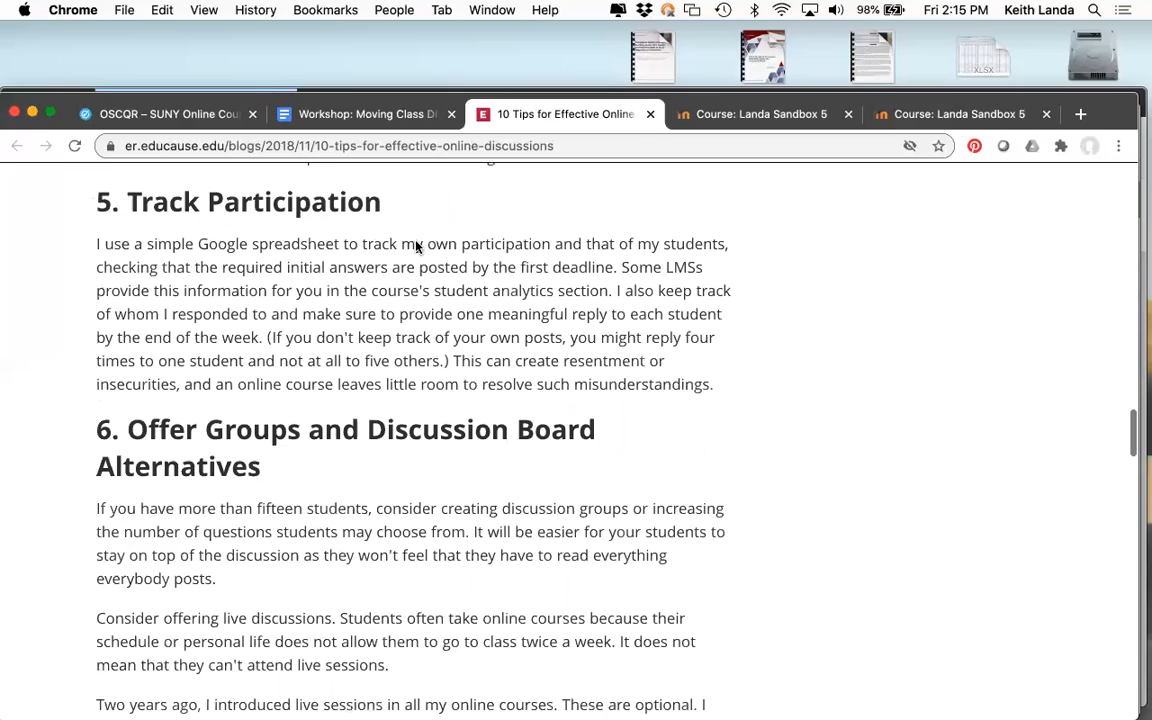 Chrome File Edit View History Bookmarks People Tab Window Help 98% Fri 2:15 PM Keith Landa
XLSX
OSCQR – SUNY Online Cou Workshop: Moving Class Di 10 Tips for Effective Online Course: Landa Sandbox 5 Course: Landa Sandbox 5
er.educause.edu/blogs/2018/11/10-tips-for-effective-online-discussions
5. Track Participation
I use a simple Google spreadsheet to track my own participation and that of my students,
checking that the required initial answers are posted by the first deadline. Some LMSs
provide this information for you in the course's student analytics section. I also keep track
of whom I responded to and make sure to provide one meaningful reply to each student
by the end of the week. (If you don't keep track of your own posts, you might reply four
times to one student and not at all to five others.) This can create resentment or
insecurities, and an online course leaves little room to resolve such misunderstandings.
6. Offer Groups and Discussion Board
Alternatives
If you have more than fifteen students, consider creating discussion groups or increasing
the number of questions students may choose from. It will be easier for your students to
stay on top of the discussion as they won't feel that they have to read everything
everybody posts.
Consider offering live discussions. Students often take online courses because their
schedule or personal life does not allow them to go to class twice a week. It does not
mean that they can't attend live sessions.
Two years ago, I introduced live sessions in all my online courses. These are optional. I